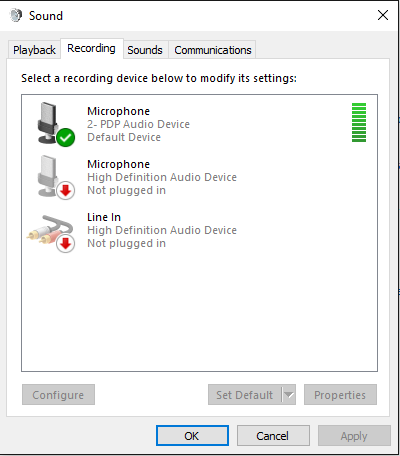 Sound
Playback Recording Sounds Communications
Select a recording device below to modify its settings:
Microphone
2- PDP Audio Device
Default Device
Microphone
High Definition Audio Device
Not plugged in
Line In
High Definition Audio Device
Not plugged in
Configure Set Default Properties
OK Cancel Apply